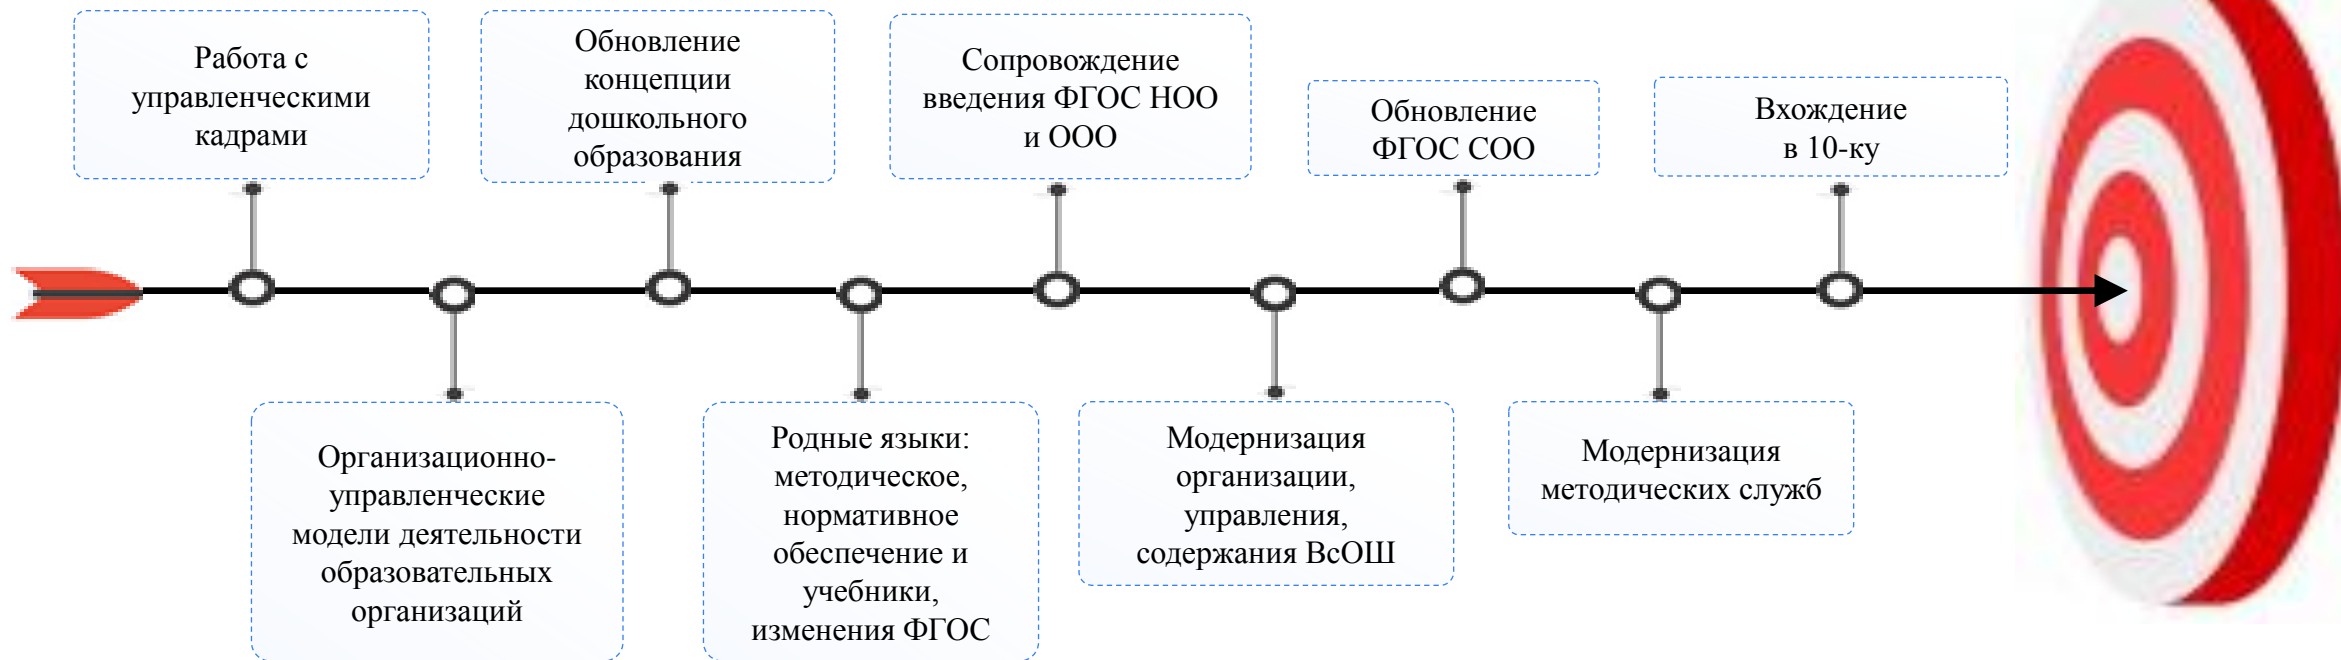 Работа с
управленческими
кадрами
Обновление
концепции
дошкольного
образования
Сопровождение
введения ФГОС НОО
и ООО
Обновление
ФГОС СОО
Вхождение
в 10-ку
Организационно-
управленческие
модели деятельности
образовательных
организаций
Родные языки:
методическое,
нормативное
обеспечение и
учебники,
изменения ФГОС
Модернизация
организации,
управления,
содержания ВсОШ
Модернизация
методических служб